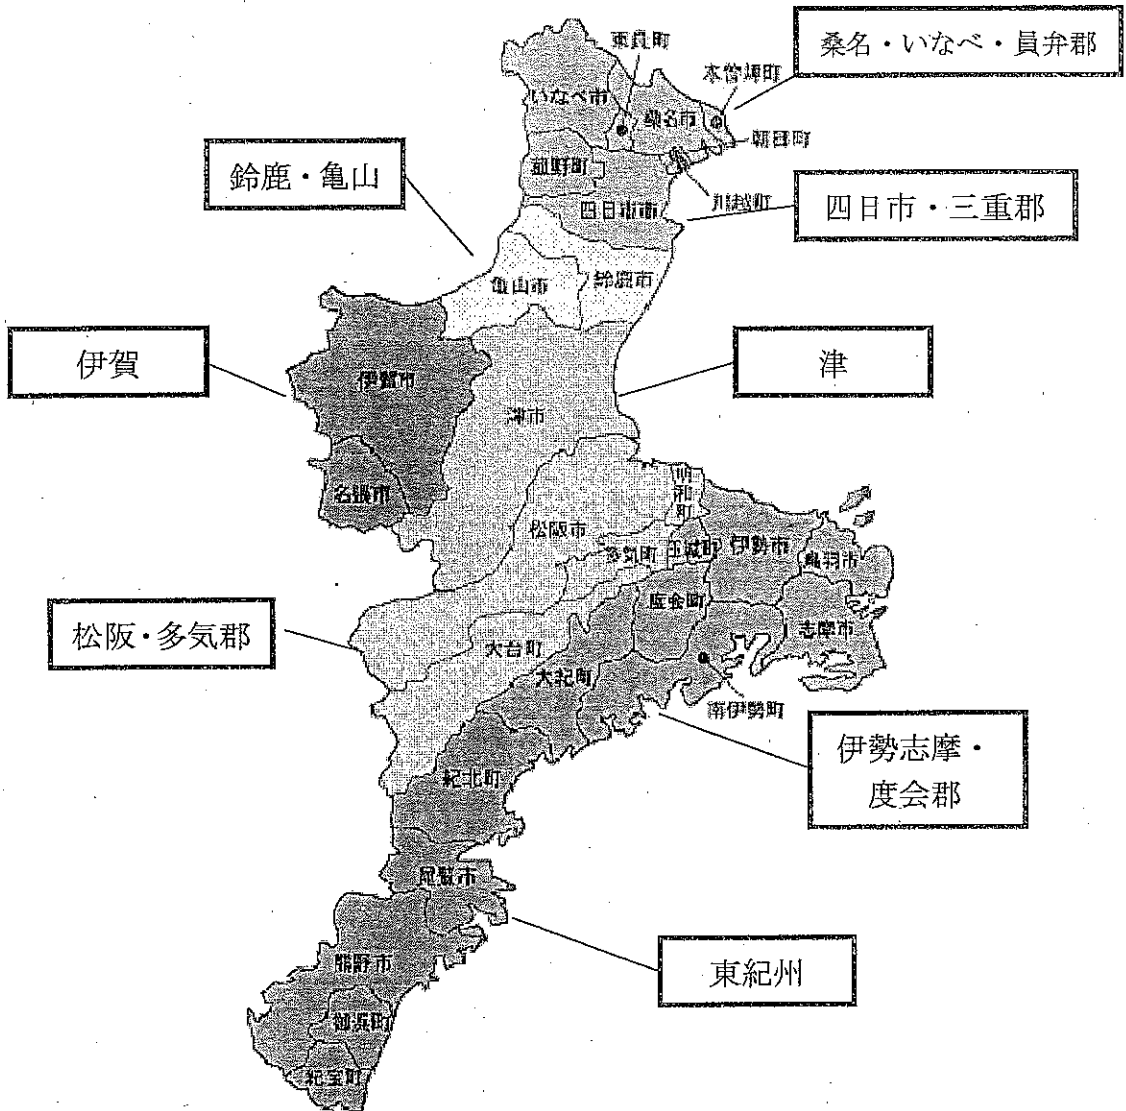 東員町
桑名・いなべ・員弁郡
木曽岬町
いなべ市
桑名市
朝日町
鈴鹿・亀山
菰野町
川越町
四日市市
四日市・三重郡
亀山市
鈴鹿市
伊賀
伊賀市
津
津市
明和町
名張市
松阪市
多気町
玉城町
伊勢市
鳥羽市
度会町
松阪・多気郡
志摩市
大台町
大紀町
南伊勢町
伊勢志摩・
度会郡
紀北町
尾鷲市
東紀州
熊野市
御浜町
紀宝町